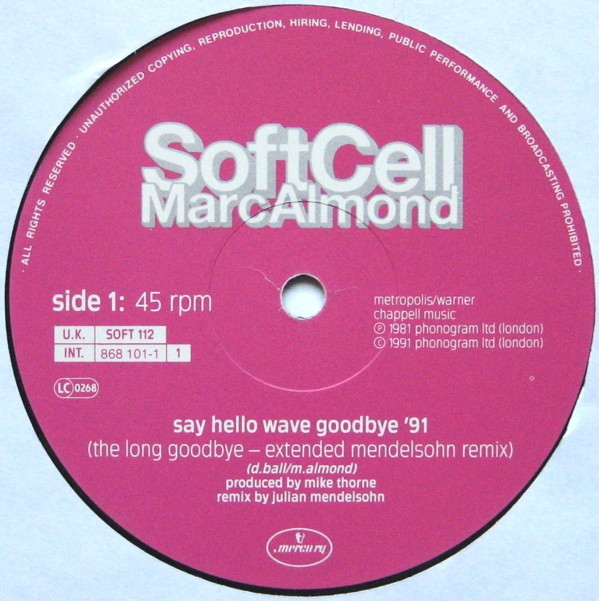 · ALL RIGHTS RESERVED · UNAUTHORIZED COPYING, REPRODUCTION, HIRING, LENDING, PUBLIC PERFORMANCE AND BROADCASTING PROHIBITED ·
SoftCell
MarcAlmond
side 1: 45 rpm
U.K. SOFT 112
INT. 868 101-1 1
LC 0268
metropolis/warner
chappell music
℗ 1981 phonogram ltd (london)
© 1991 phonogram ltd (london)
say hello wave goodbye '91
(the long goodbye – extended mendelsohn remix)
(d.ball/m.almond)
produced by mike thorne
remix by julian mendelsohn
mercury